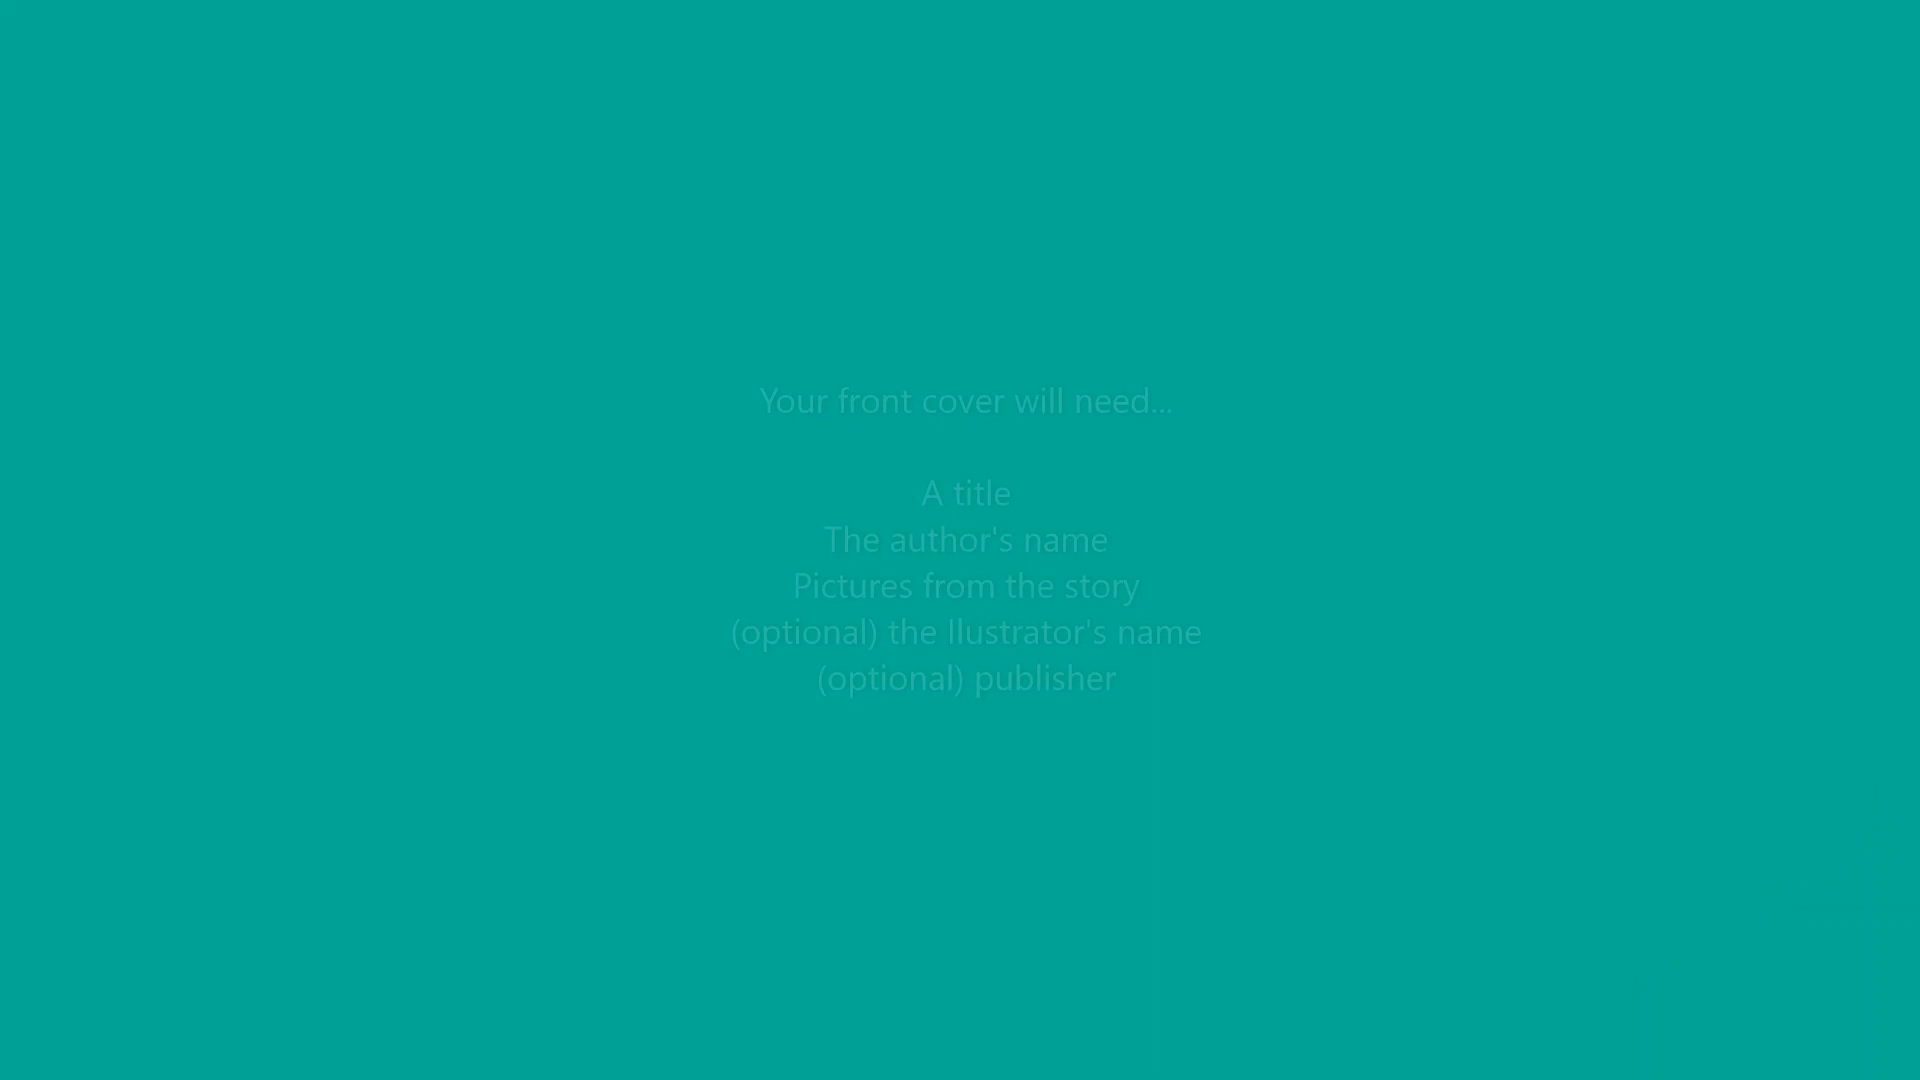 Your front cover will need...
A title
The author's name
Pictures from the story
(optional) the llustrator's name
(optional) publisher